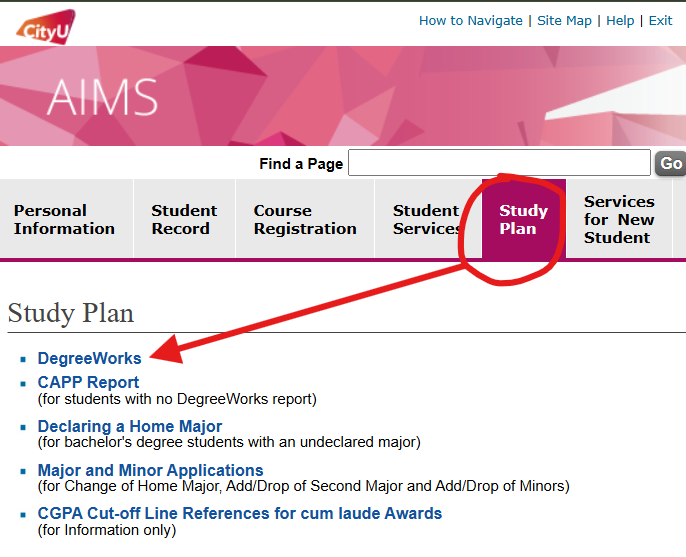 CityU
How to Navigate | Site Map | Help | Exit
AIMS
Find a Page Go
Personal Information
Student Record
Course Registration
Student Services
Study Plan
Services for New Student
Study Plan
DegreeWorks
CAPP Report
(for students with no DegreeWorks report)
Declaring a Home Major
(for bachelor's degree students with an undeclared major)
Major and Minor Applications
(for Change of Home Major, Add/Drop of Second Major and Add/Drop of Minors)
CGPA Cut-off Line References for cum laude Awards
(for Information only)